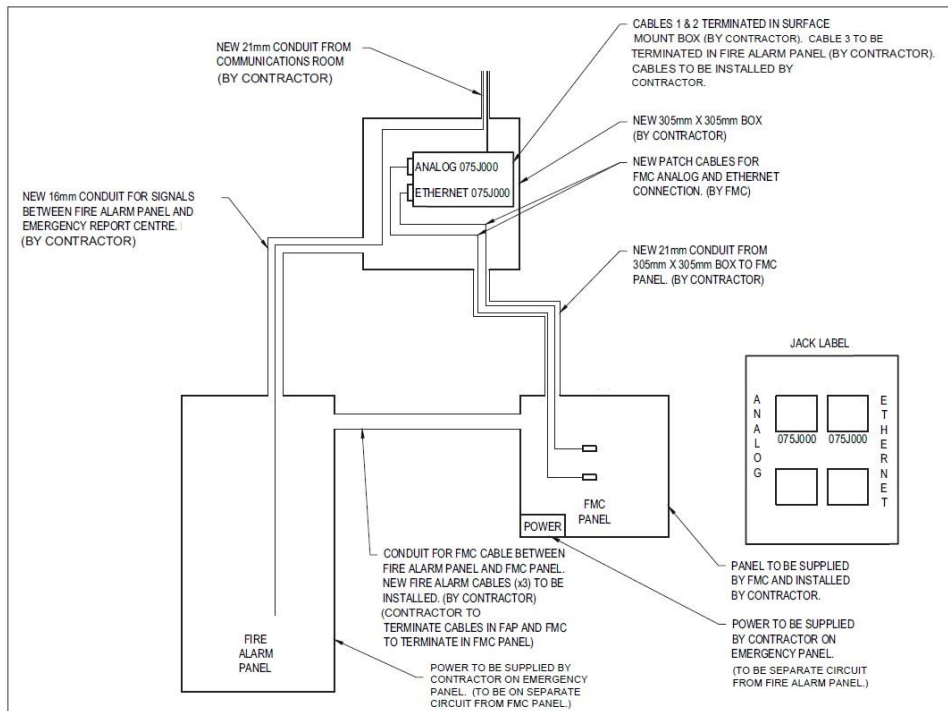 CABLES 1 & 2 TERMINATED IN SURFACE
MOUNT BOX (BY CONTRACTOR). CABLE 3 TO BE
TERMINATED IN FIRE ALARM PANEL (BY CONTRACTOR).
CABLES TO BE INSTALLED BY
CONTRACTOR.
NEW 21mm CONDUIT FROM
COMMUNICATIONS ROOM
(BY CONTRACTOR)
NEW 305mm X 305mm BOX
(BY CONTRACTOR)
ANALOG 075J000
ETHERNET 075J000
NEW PATCH CABLES FOR
FMC ANALOG AND ETHERNET
CONNECTION. (BY FMC)
NEW 16mm CONDUIT FOR SIGNALS
BETWEEN FIRE ALARM PANEL AND
EMERGENCY REPORT CENTRE.
(BY CONTRACTOR)
NEW 21mm CONDUIT FROM
305mm X 305mm BOX TO FMC
PANEL. (BY CONTRACTOR)
JACK LABEL
ANALOG
075J000 075J000
ETHERNET
FMC
PANEL
POWER
CONDUIT FOR FMC CABLE BETWEEN
FIRE ALARM PANEL AND FMC PANEL.
NEW FIRE ALARM CABLES (x3) TO BE
INSTALLED. (BY CONTRACTOR)
(CONTRACTOR TO
TERMINATE CABLES IN FAP AND FMC
TO TERMINATE IN FMC PANEL)
PANEL TO BE SUPPLIED
BY FMC AND INSTALLED
BY CONTRACTOR.
POWER TO BE SUPPLIED
BY CONTRACTOR ON
EMERGENCY PANEL.
(TO BE SEPARATE CIRCUIT
FROM FIRE ALARM PANEL.)
FIRE
ALARM
PANEL
POWER TO BE SUPPLIED BY
CONTRACTOR ON EMERGENCY
PANEL. (TO BE ON SEPARATE
CIRCUIT FROM FMC PANEL.)